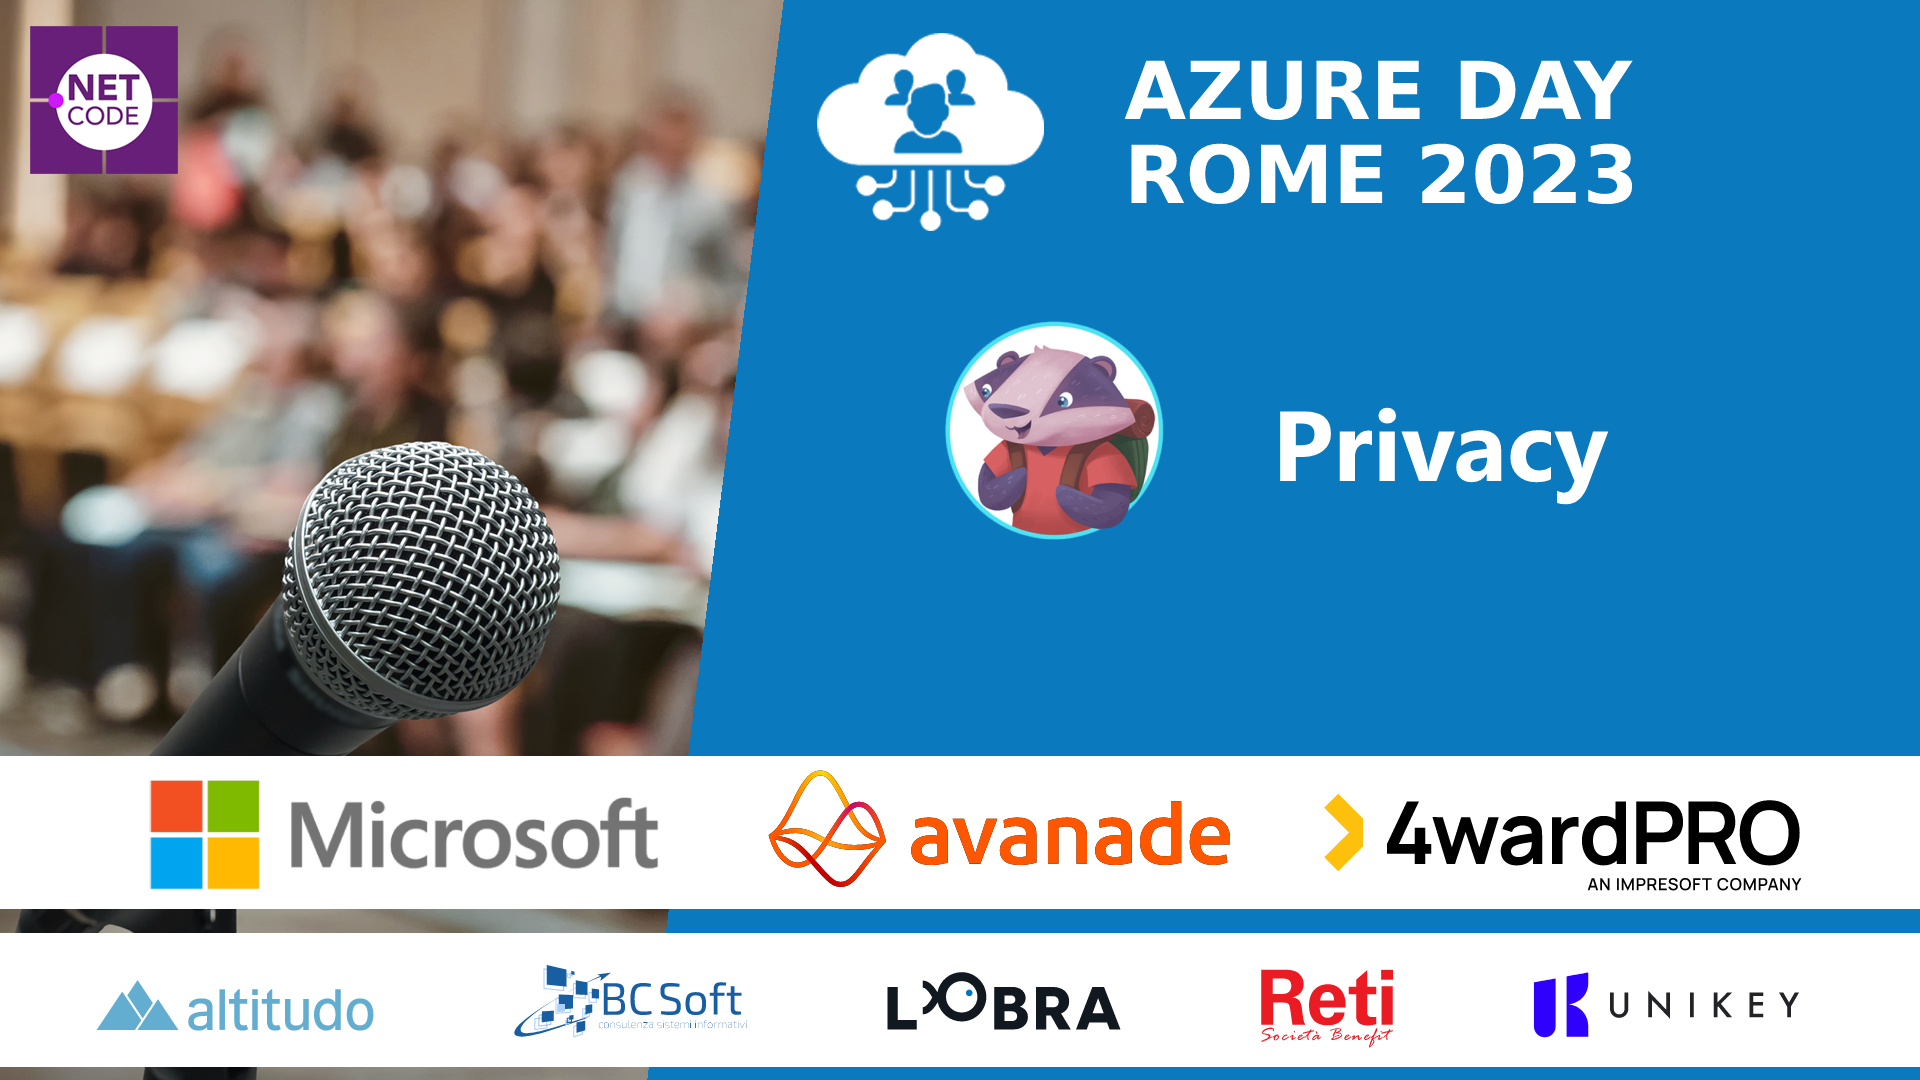 NET
CODE
AZURE DAY
ROME 2023
Privacy
Microsoft
avanade
4wardPRO
AN IMPRESOFT COMPANY
altitudo
BCSoft
consulenza sistemi informativi
LOBRA
Reti
Società Benefit
UNIKEY